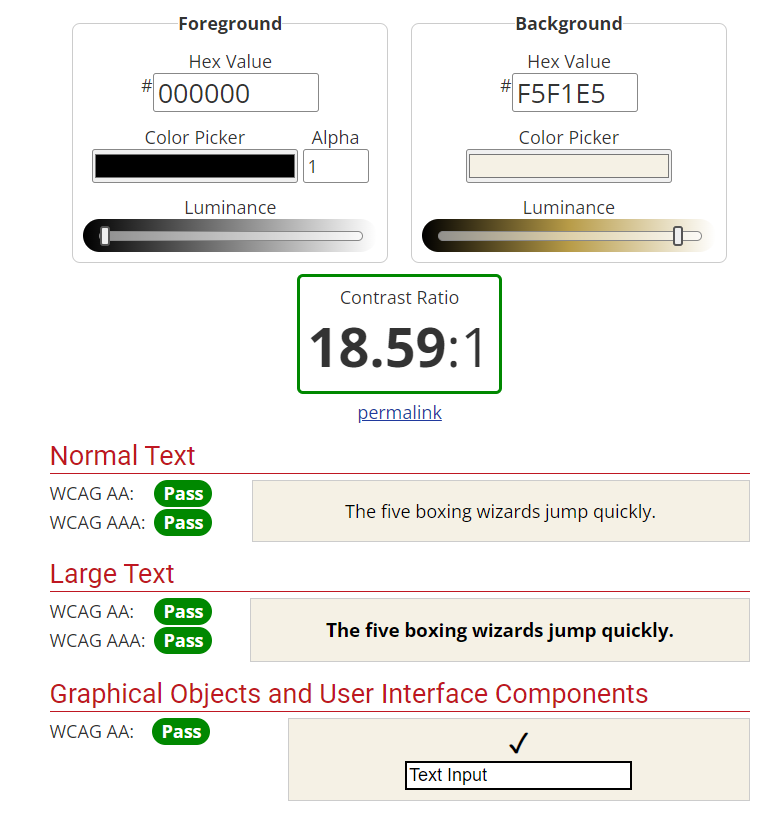 Foreground
Background
Hex Value
Hex Value
# 000000
# F5F1E5
Color Picker Alpha
Color Picker
1
Luminance
Luminance
Contrast Ratio
18.59:1
permalink
Normal Text
WCAG AA: Pass
WCAG AAA: Pass
The five boxing wizards jump quickly.
Large Text
WCAG AA: Pass
WCAG AAA: Pass
The five boxing wizards jump quickly.
Graphical Objects and User Interface Components
WCAG AA: Pass
✓
Text Input